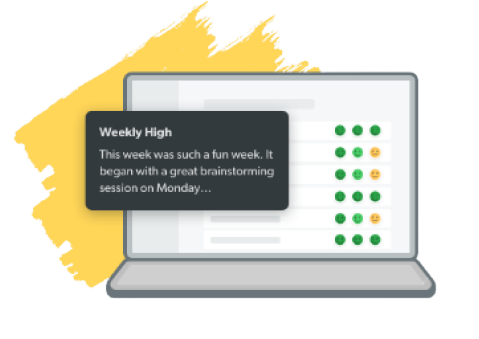 Weekly High
This week was such a fun week. It
began with a great brainstorming
session on Monday...